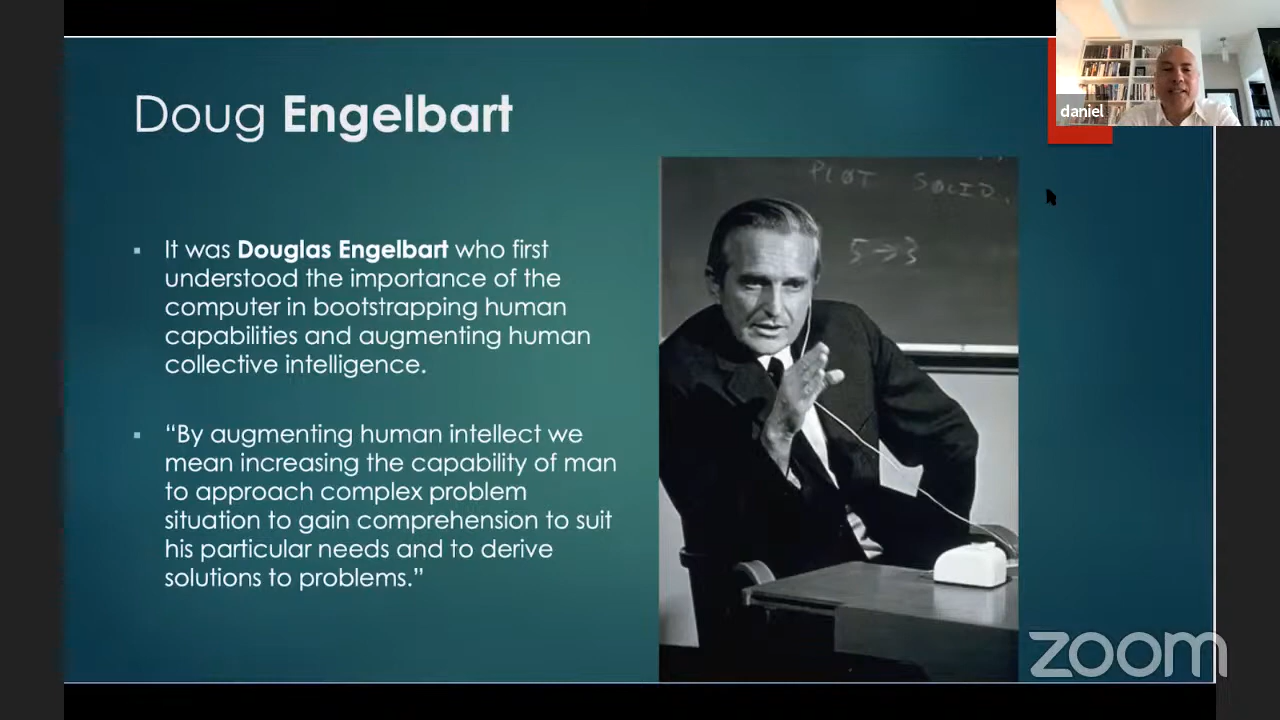 Doug Engelbart
It was Douglas Engelbart who first
understood the importance of the
computer in bootstrapping human
capabilities and augmenting human
collective intelligence.
“By augmenting human intellect we
mean increasing the capability of man
to approach complex problem
situation to gain comprehension to suit
his particular needs and to derive
solutions to problems.”
PLOT SOLID
5→3
daniel
zoom